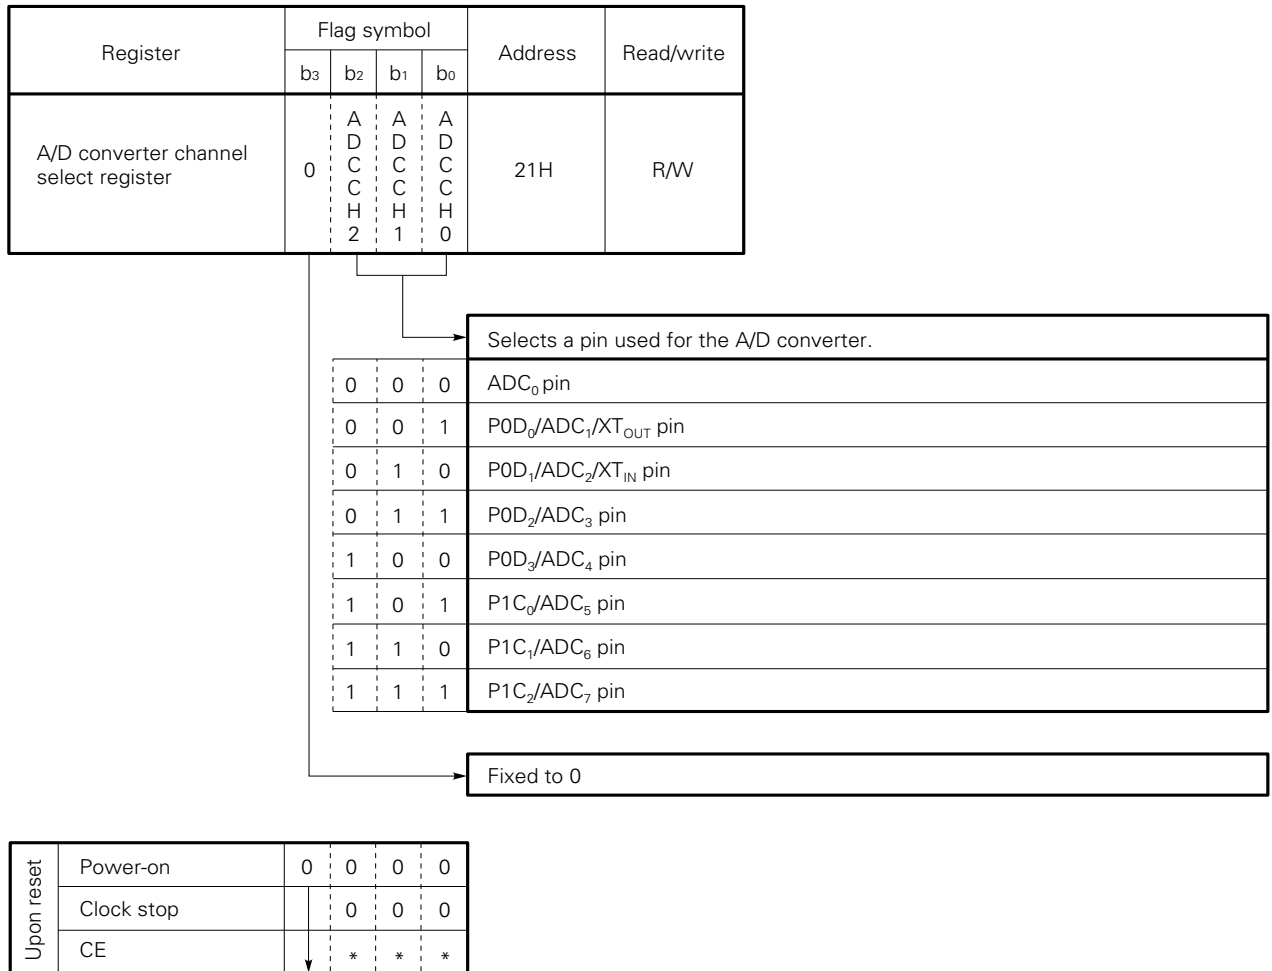 Register Flag symbol Address Read/write
b3 b2 b1 b0
A/D converter channel select register 0 ADCCH2 ADCCH1 ADCCH0 21H R/W
Selects a pin used for the A/D converter.
0 0 0 ADC0 pin
0 0 1 P0D0/ADC1/XTOUT pin
0 1 0 P0D1/ADC2/XTIN pin
0 1 1 P0D2/ADC3 pin
1 0 0 P0D3/ADC4 pin
1 0 1 P1C0/ADC5 pin
1 1 0 P1C1/ADC6 pin
1 1 1 P1C2/ADC7 pin
Fixed to 0
Upon reset
Power-on 0 0 0 0
Clock stop 0 0 0
CE * * *